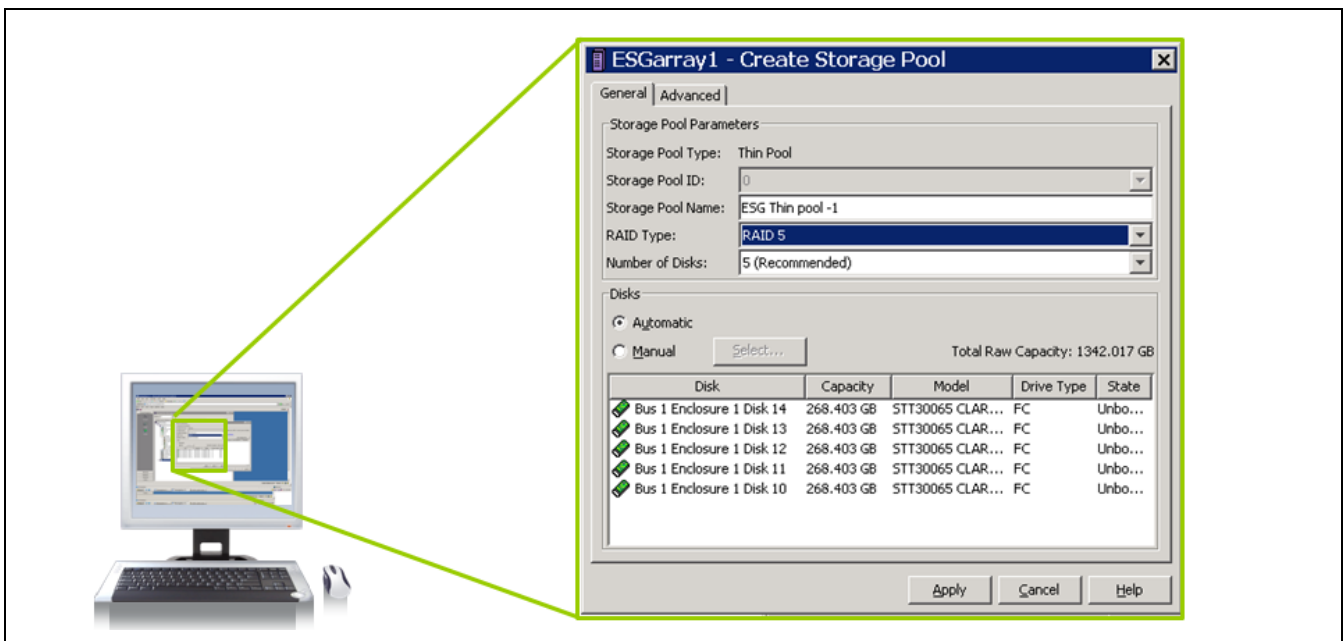 ESGarray1 - Create Storage Pool
General Advanced
Storage Pool Parameters
Storage Pool Type: Thin Pool
Storage Pool ID: 0
Storage Pool Name: ESG Thin pool -1
RAID Type: RAID 5
Number of Disks: 5 (Recommended)
Disks
Automatic
Manual Select... Total Raw Capacity: 1342.017 GB
Disk Capacity Model Drive Type State
Bus 1 Enclosure 1 Disk 14 268.403 GB STT30065 CLAR... FC Unbo...
Bus 1 Enclosure 1 Disk 13 268.403 GB STT30065 CLAR... FC Unbo...
Bus 1 Enclosure 1 Disk 12 268.403 GB STT30065 CLAR... FC Unbo...
Bus 1 Enclosure 1 Disk 11 268.403 GB STT30065 CLAR... FC Unbo...
Bus 1 Enclosure 1 Disk 10 268.403 GB STT30065 CLAR... FC Unbo...
Apply Cancel Help